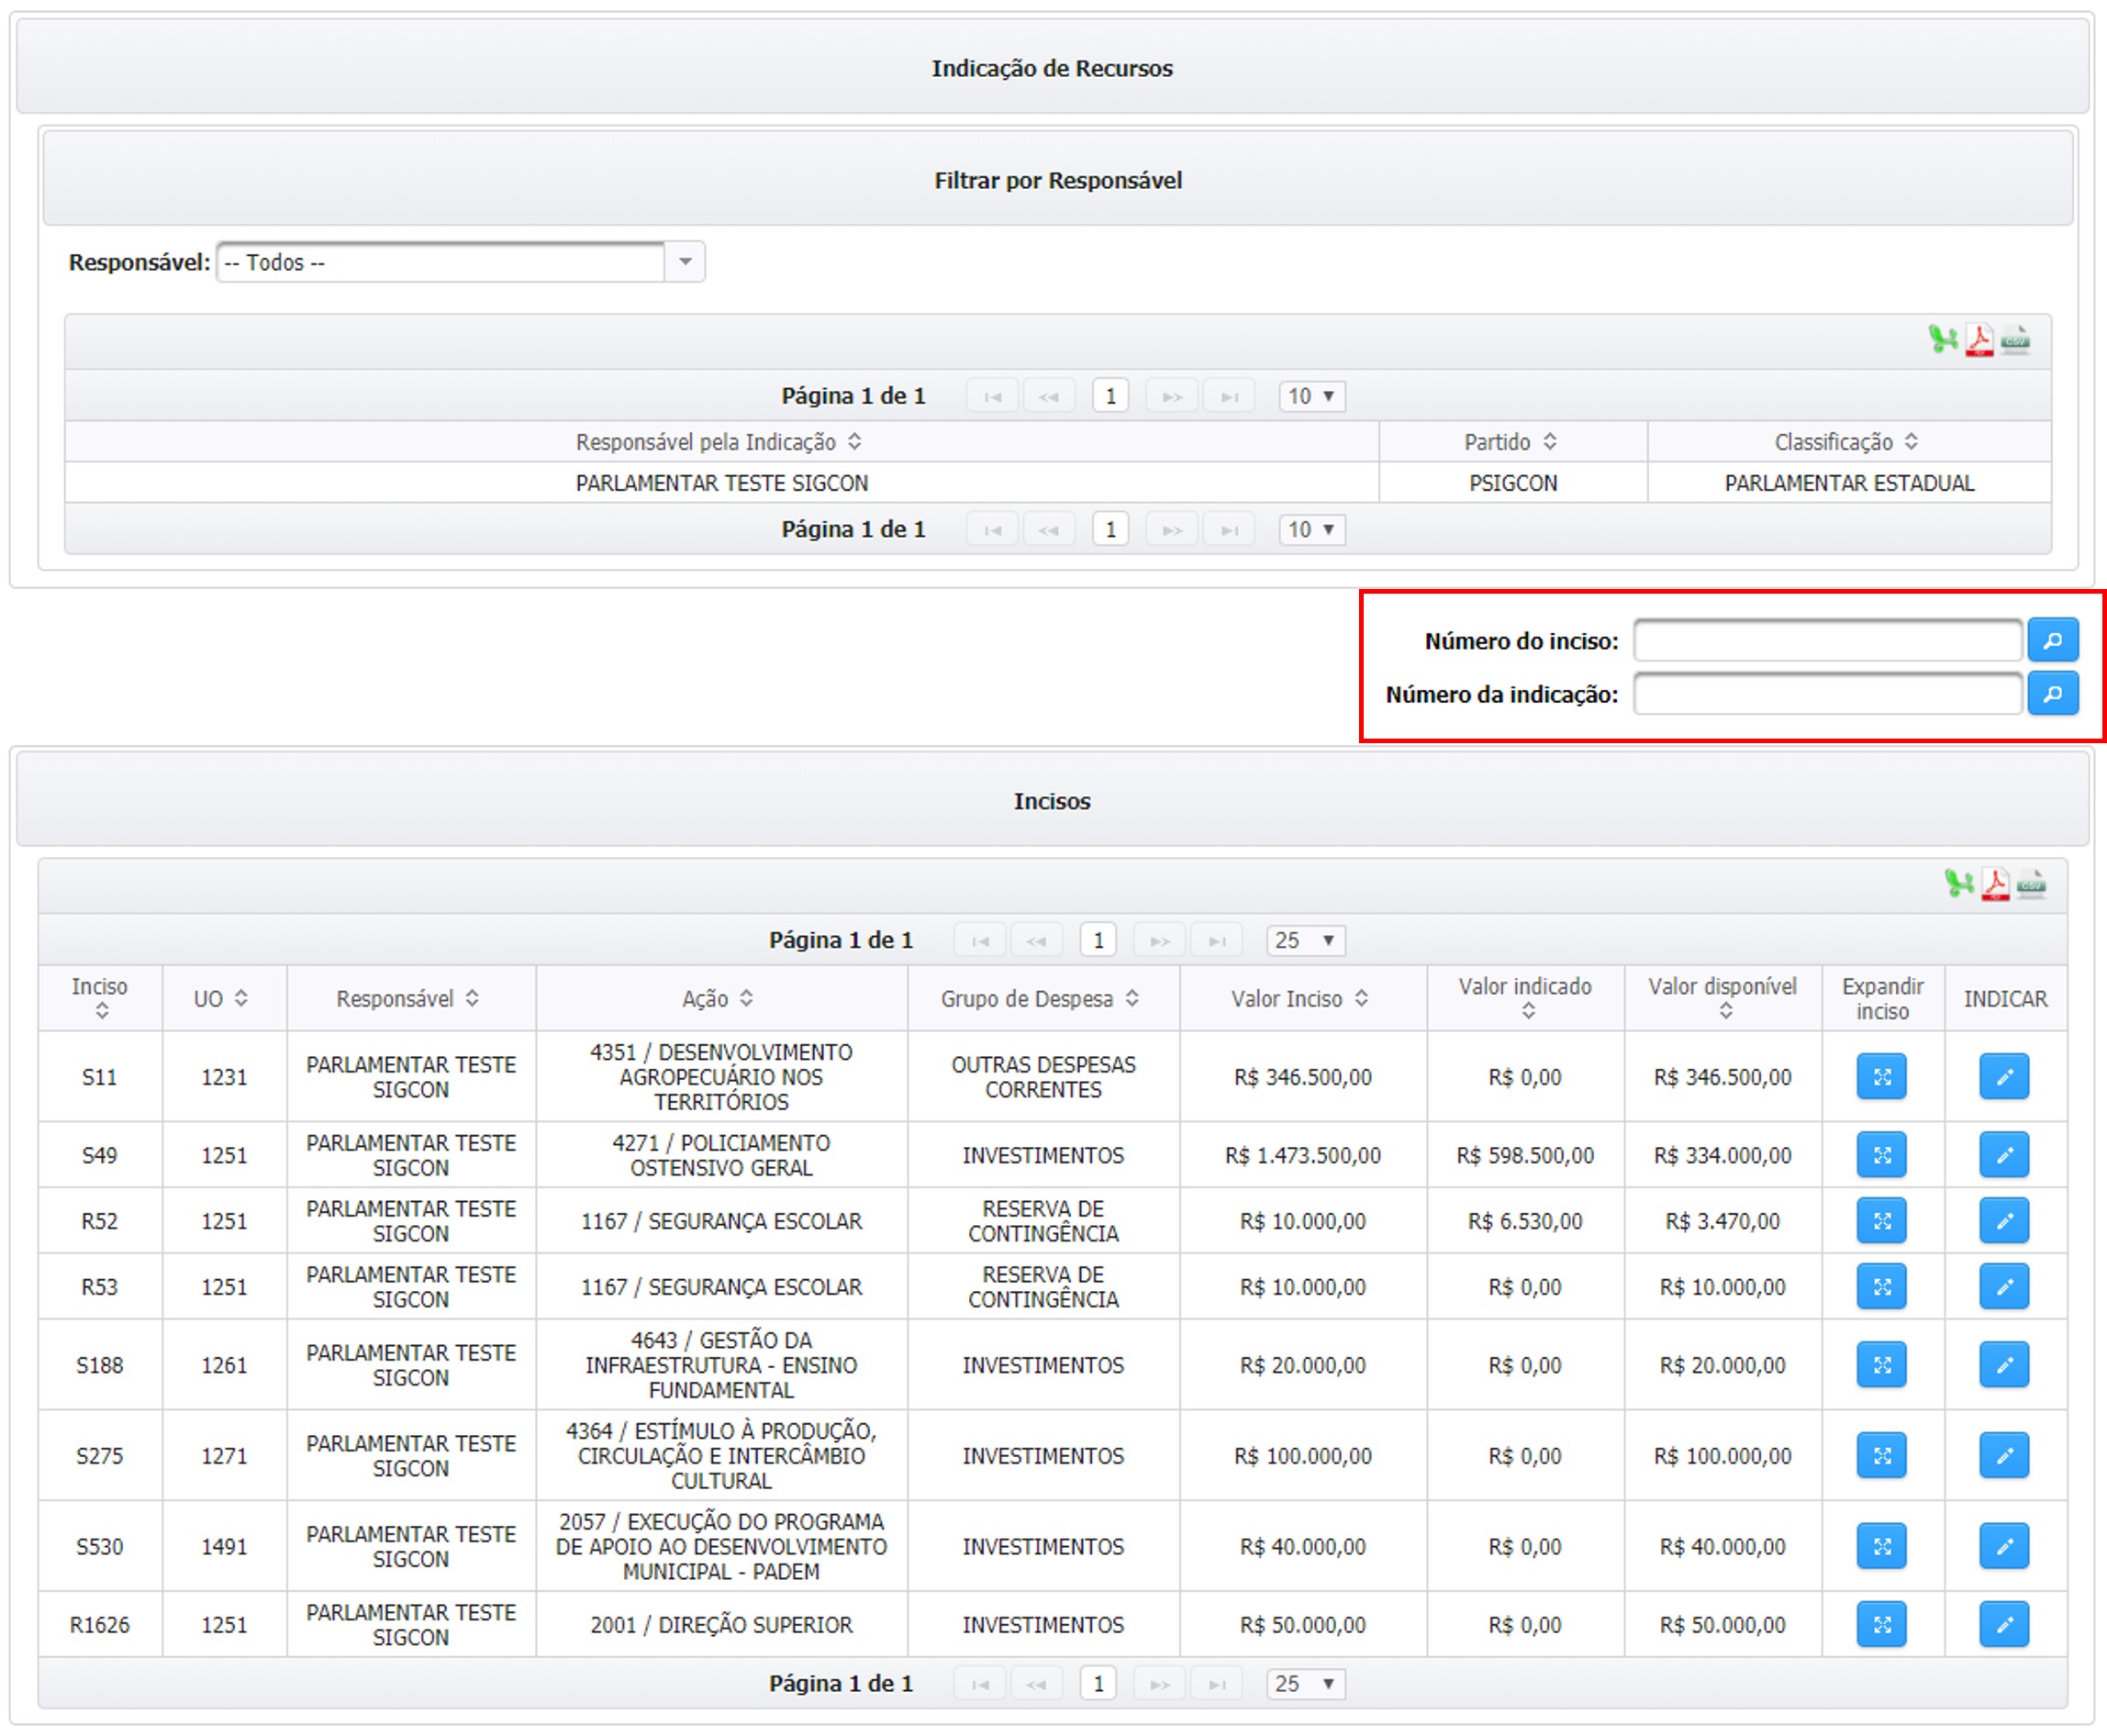 Indicação de Recursos
Filtrar por Responsável
Responsável: -- Todos --
Página 1 de 1 1 10
Responsável pela Indicação Partido Classificação
PARLAMENTAR TESTE SIGCON PSIGCON PARLAMENTAR ESTADUAL
Página 1 de 1 1 10
Número do inciso:
Número da indicação:
Incisos
Página 1 de 1 1 25
Inciso UO Responsável Ação Grupo de Despesa Valor Inciso Valor indicado Valor disponível Expandir inciso INDICAR
S11 1231 PARLAMENTAR TESTE SIGCON 4351 / DESENVOLVIMENTO AGROPECUÁRIO NOS TERRITÓRIOS OUTRAS DESPESAS CORRENTES R$ 346.500,00 R$ 0,00 R$ 346.500,00
S49 1251 PARLAMENTAR TESTE SIGCON 4271 / POLICIAMENTO OSTENSIVO GERAL INVESTIMENTOS R$ 1.473.500,00 R$ 598.500,00 R$ 334.000,00
R52 1251 PARLAMENTAR TESTE SIGCON 1167 / SEGURANÇA ESCOLAR RESERVA DE CONTINGÊNCIA R$ 10.000,00 R$ 6.530,00 R$ 3.470,00
R53 1251 PARLAMENTAR TESTE SIGCON 1167 / SEGURANÇA ESCOLAR RESERVA DE CONTINGÊNCIA R$ 10.000,00 R$ 0,00 R$ 10.000,00
S188 1261 PARLAMENTAR TESTE SIGCON 4643 / GESTÃO DA INFRAESTRUTURA - ENSINO FUNDAMENTAL INVESTIMENTOS R$ 20.000,00 R$ 0,00 R$ 20.000,00
S275 1271 PARLAMENTAR TESTE SIGCON 4364 / ESTÍMULO À PRODUÇÃO, CIRCULAÇÃO E INTERCÂMBIO CULTURAL INVESTIMENTOS R$ 100.000,00 R$ 0,00 R$ 100.000,00
S530 1491 PARLAMENTAR TESTE SIGCON 2057 / EXECUÇÃO DO PROGRAMA DE APOIO AO DESENVOLVIMENTO MUNICIPAL - PADEM INVESTIMENTOS R$ 40.000,00 R$ 0,00 R$ 40.000,00
R1626 1251 PARLAMENTAR TESTE SIGCON 2001 / DIREÇÃO SUPERIOR INVESTIMENTOS R$ 50.000,00 R$ 0,00 R$ 50.000,00
Página 1 de 1 1 25